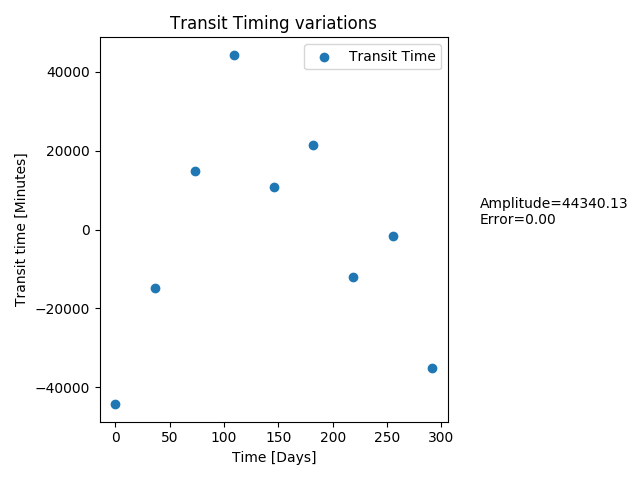 Transit Timing variations
Transit Time
Transit time [Minutes]
40000
20000
0
−20000
−40000
0 50 100 150 200 250 300
Time [Days]
Amplitude=44340.13
Error=0.00